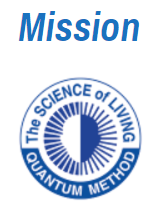 Mission
The SCIENCE of LIVING
QUANTUM METHOD